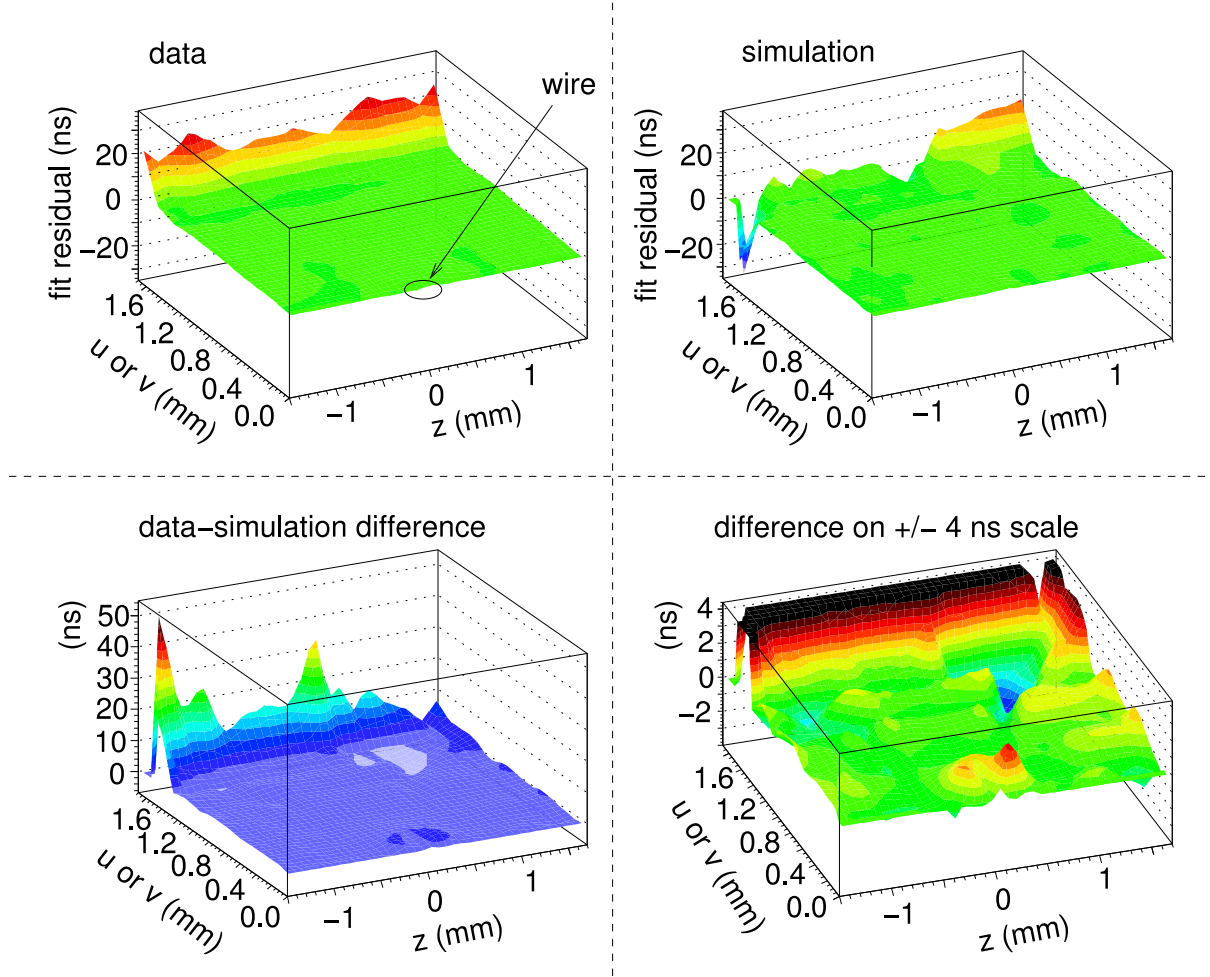 data
wire
fit residual (ns)
20
0
−20
1.6
1.2
0.8
0.4
0.0
u or v (mm)
−1
0
1
z (mm)
simulation
fit residual (ns)
20
0
−20
1.6
1.2
0.8
0.4
0.0
u or v (mm)
−1
0
1
z (mm)
data−simulation difference
(ns)
50
40
30
20
10
0
1.6
1.2
0.8
0.4
0.0
u or v (mm)
−1
0
1
z (mm)
difference on +/− 4 ns scale
(ns)
4
2
0
−2
1.6
1.2
0.8
0.4
0.0
u or v (mm)
−1
0
1
z (mm)